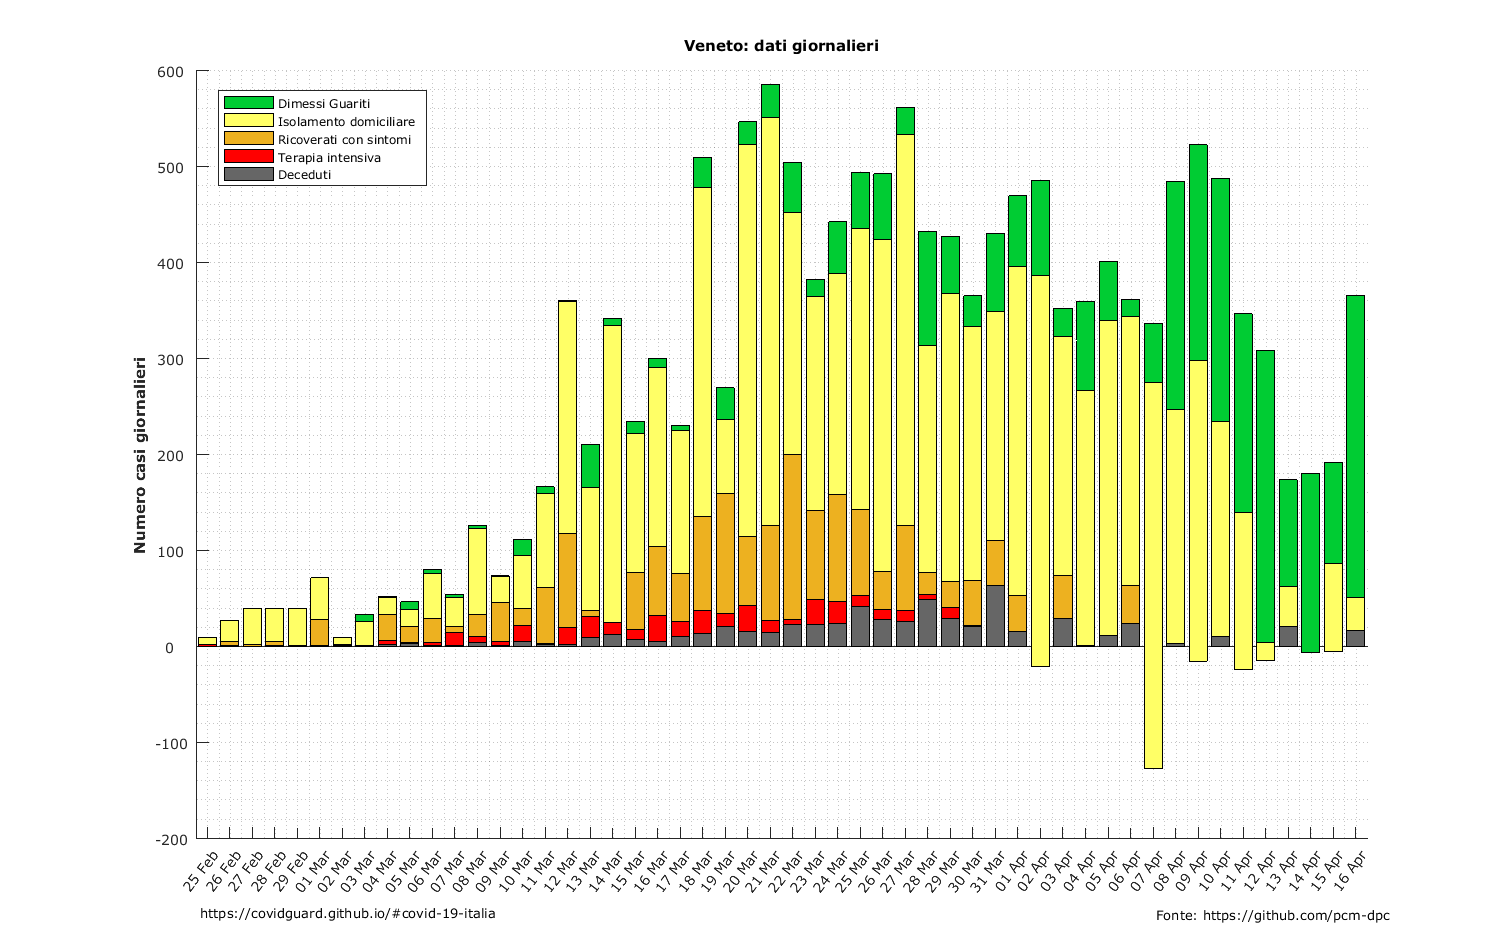 Veneto: dati giornalieri
600
500
400
300
200
100
0
-100
-200
Numero casi giornalieri
Dimessi Guariti
Isolamento domiciliare
Ricoverati con sintomi
Terapia intensiva
Deceduti
25 Feb
26 Feb
27 Feb
28 Feb
29 Feb
01 Mar
02 Mar
03 Mar
04 Mar
05 Mar
06 Mar
07 Mar
08 Mar
09 Mar
10 Mar
11 Mar
12 Mar
13 Mar
14 Mar
15 Mar
16 Mar
17 Mar
18 Mar
19 Mar
20 Mar
21 Mar
22 Mar
23 Mar
24 Mar
25 Mar
26 Mar
27 Mar
28 Mar
29 Mar
30 Mar
31 Mar
01 Apr
02 Apr
03 Apr
04 Apr
05 Apr
06 Apr
07 Apr
08 Apr
09 Apr
10 Apr
11 Apr
12 Apr
13 Apr
14 Apr
15 Apr
16 Apr
https://covidguard.github.io/#covid-19-italia
Fonte: https://github.com/pcm-dpc